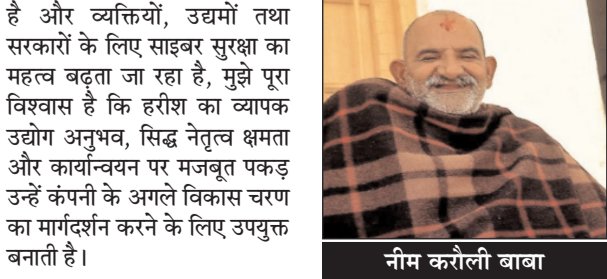 है और व्यक्तियों, उद्यमों तथा
सरकारों के लिए साइबर सुरक्षा का
महत्व बढ़ता जा रहा है, मुझे पूरा
विश्वास है कि हरीश का व्यापक
उद्योग अनुभव, सिद्ध नेतृत्व क्षमता
और कार्यान्वयन पर मजबूत पकड़
उन्हें कंपनी के अगले विकास चरण
का मार्गदर्शन करने के लिए उपयुक्त
बनाती है।
नीम करौली बाबा